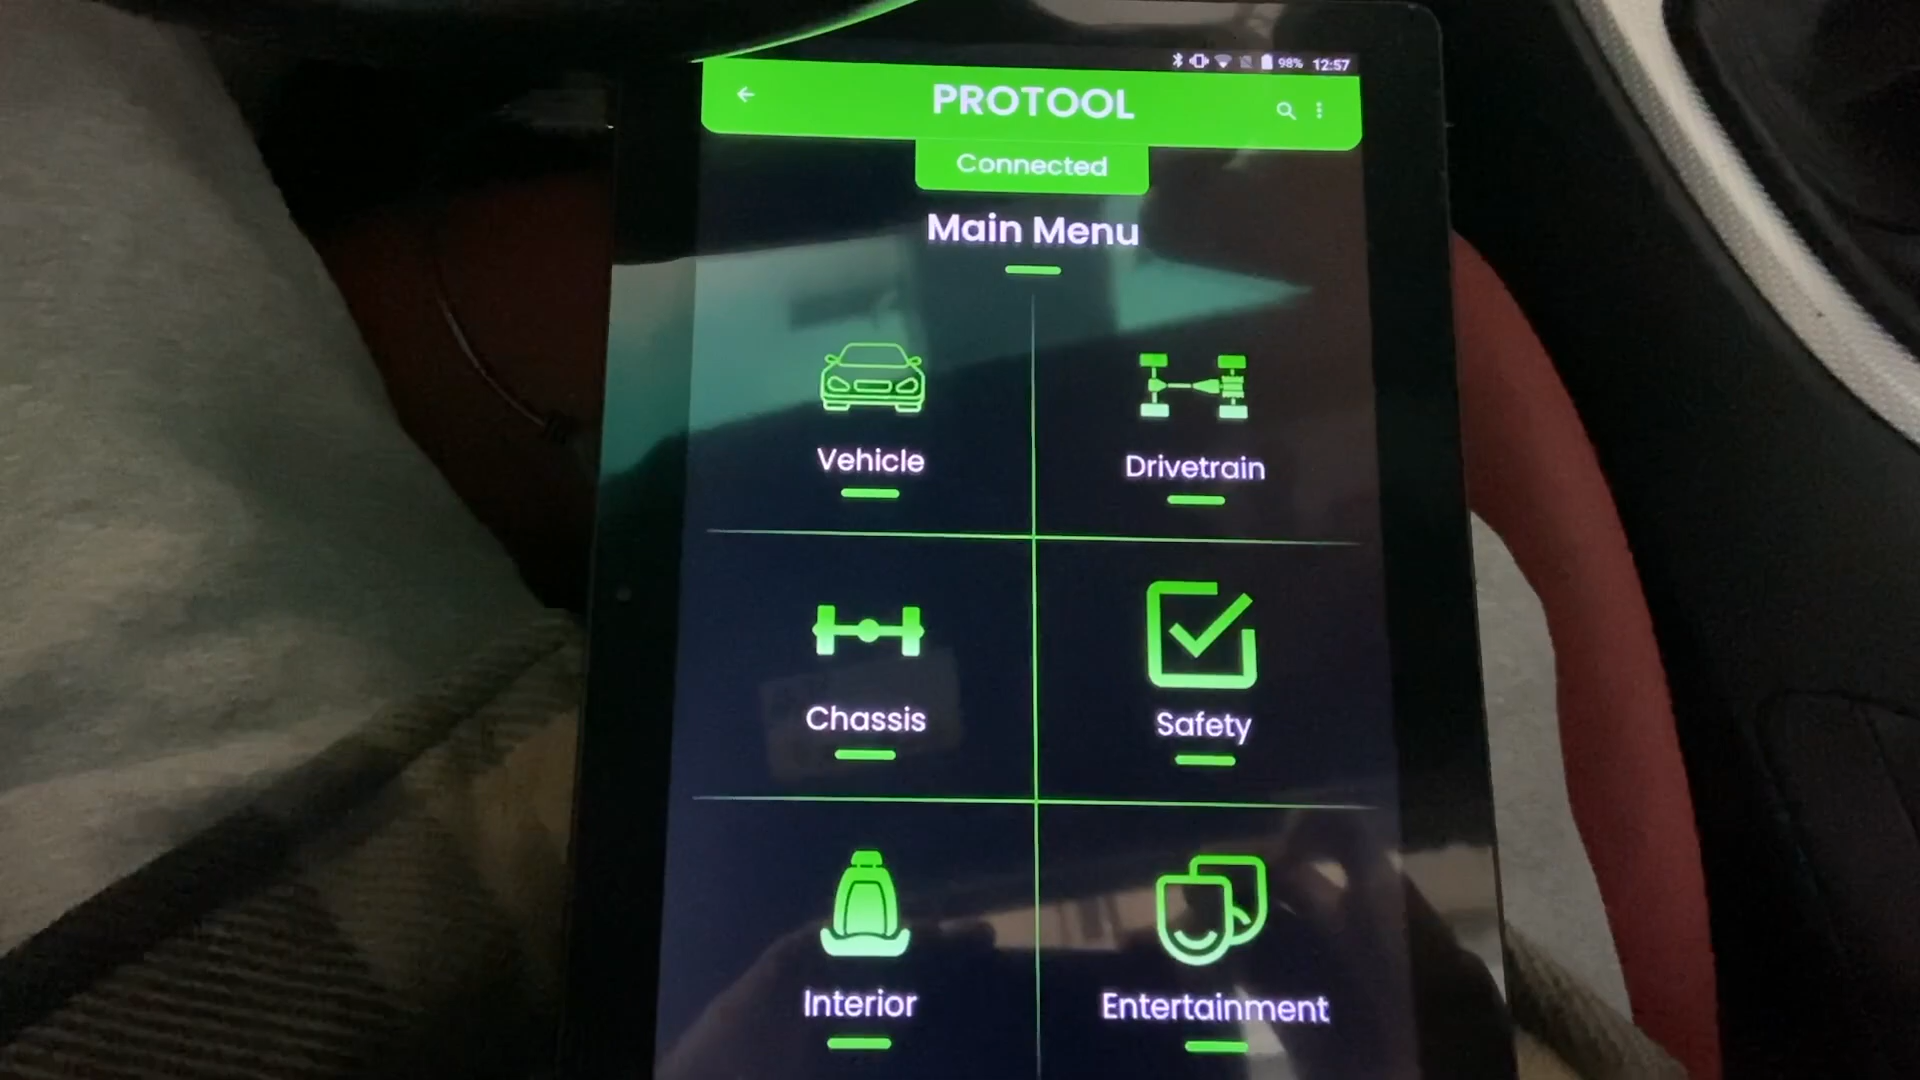 98% 12:57
PROTOOL
Connected
Main Menu
Vehicle
Drivetrain
Chassis
Safety
Interior
Entertainment